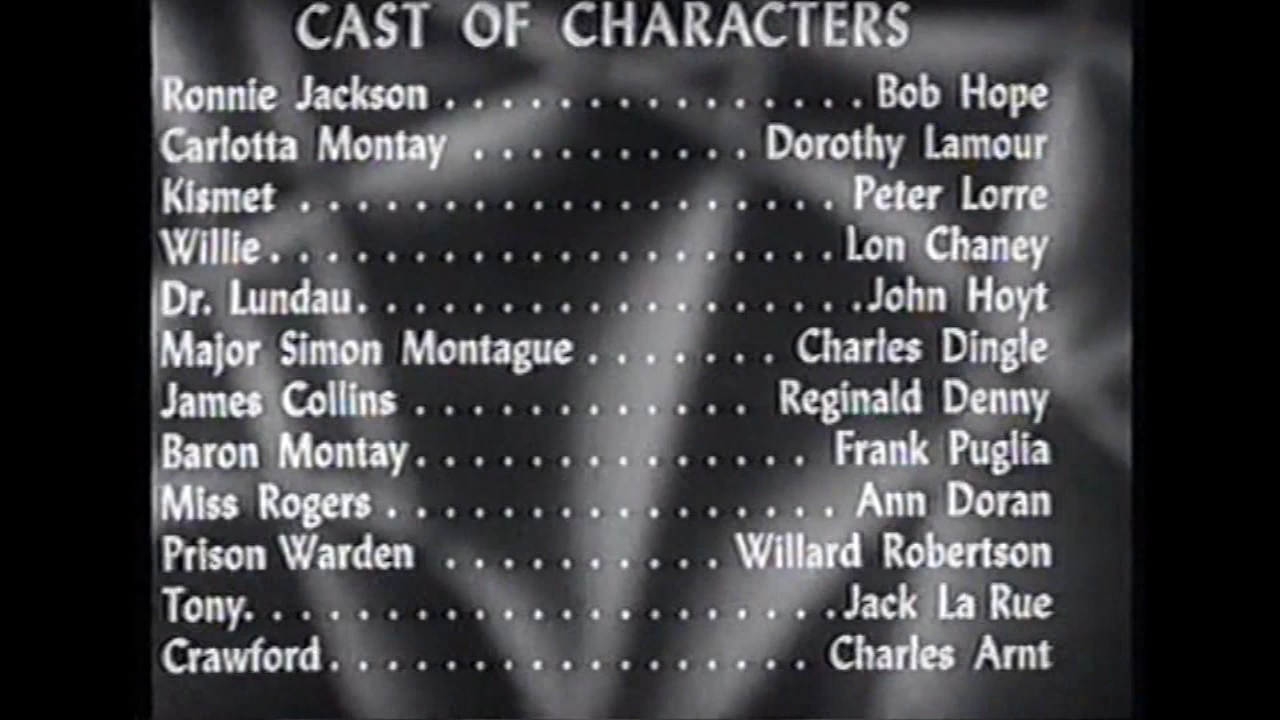 CAST OF CHARACTERS
Ronnie Jackson . . . . . . . . . . . . . . . Bob Hope
Carlotta Montay . . . . . . . . . . Dorothy Lamour
Kismet . . . . . . . . . . . . . . . . . . . Peter Lorre
Willie . . . . . . . . . . . . . . . . . . . . Lon Chaney
Dr. Lundau . . . . . . . . . . . . . . . . . . John Hoyt
Major Simon Montague . . . . . . . Charles Dingle
James Collins . . . . . . . . . . . . Reginald Denny
Baron Montay . . . . . . . . . . . . . . Frank Puglia
Miss Rogers . . . . . . . . . . . . . . . . Ann Doran
Prison Warden . . . . . . . . . . Willard Robertson
Tony. . . . . . . . . . . . . . . . . . . . . Jack La Rue
Crawford . . . . . . . . . . . . . . . . . Charles Arnt